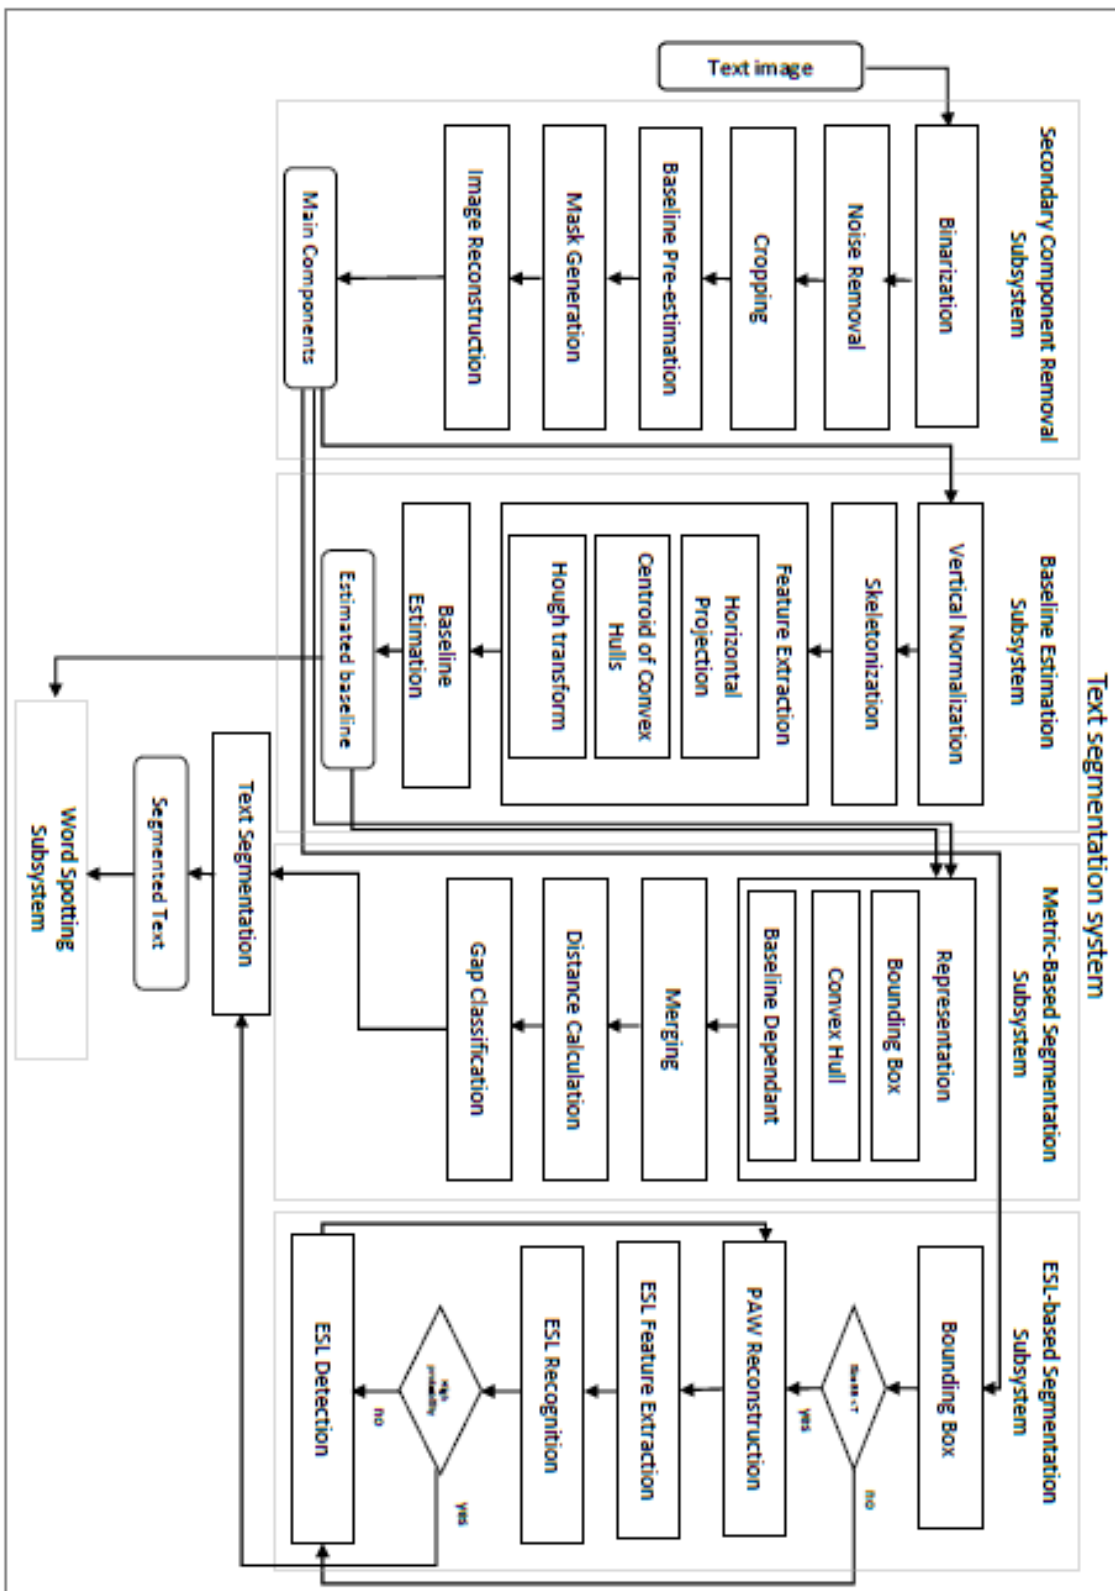 Text segmentation system
Text image
Secondary Component Removal
Subsystem
Binarization
Noise Removal
Cropping
Baseline Pre-estimation
Mask Generation
Image Reconstruction
Main Components
Baseline Estimation
Subsystem
Vertical Normalization
Skeletonization
Feature Extraction
Horizontal
Projection
Centroid of Convex
Hulls
Hough transform
Baseline
Estimation
Estimated baseline
Metric-Based Segmentation
Subsystem
Representation
Bounding Box
Convex Hull
Baseline Dependant
Merging
Distance Calculation
Gap Classification
Text Segmentation
Segmented Text
Word Spotting
Subsystem
ESL-based Segmentation
Subsystem
Bounding Box
no
yes
PAW Reconstruction
ESL Feature Extraction
ESL Recognition
High
probability
yes
no
ESL Detection